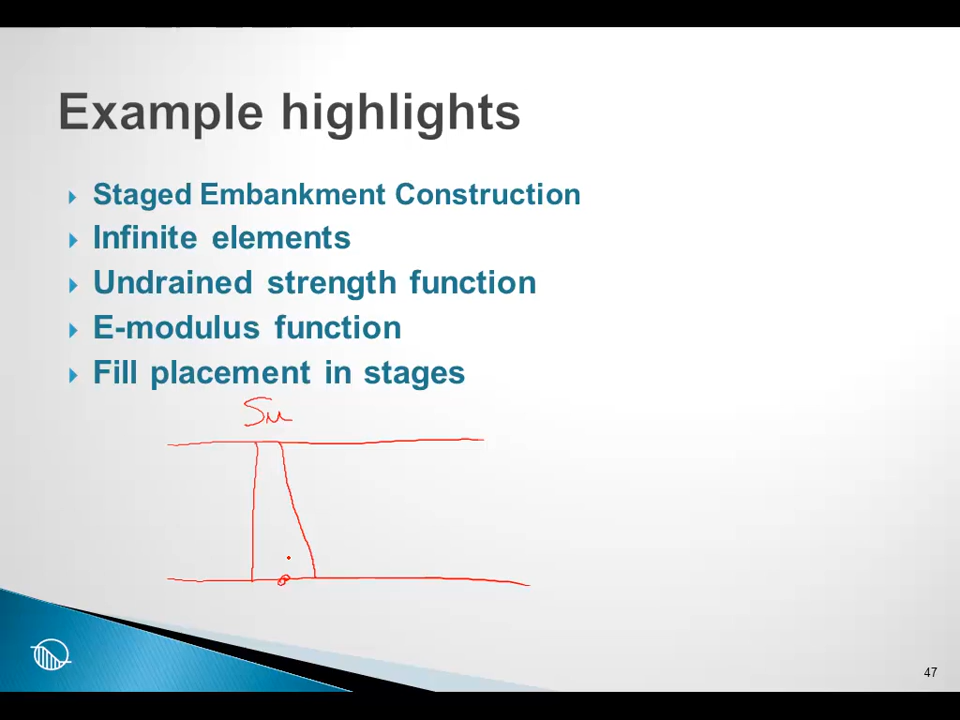 Example highlights
Staged Embankment Construction
Infinite elements
Undrained strength function
E-modulus function
Fill placement in stages
Su
47